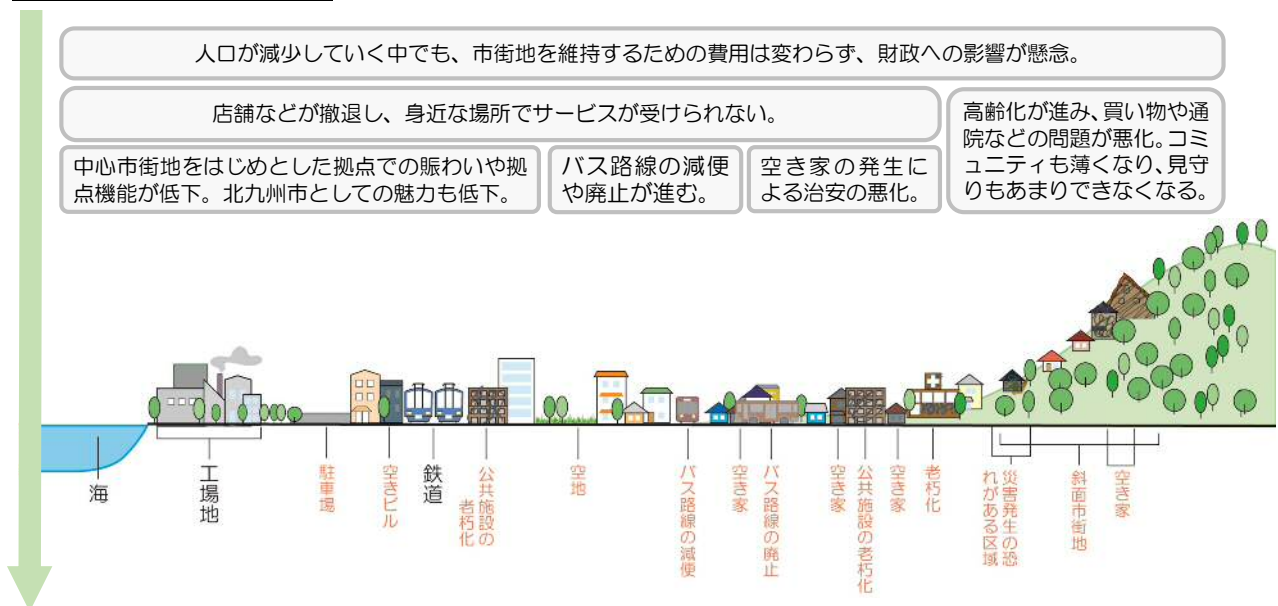 人口が減少していく中でも、市街地を維持するための費用は変わらず、財政への影響が懸念。
店舗などが撤退し、身近な場所でサービスが受けられない。
高齢化が進み、買い物や通
院などの問題が悪化。コミ
ュニティも薄くなり、見守
りもあまりできなくなる。
中心市街地をはじめとした拠点での賑わいや拠
点機能が低下。北九州市としての魅力も低下。
バス路線の減便
や廃止が進む。
空き家の発生に
よる治安の悪化。
海
工場地
駐車場
空きビル
鉄道
公共施設の
老朽化
空地
バス路線の減便
空き家
バス路線の廃止
空き家
公共施設の老朽化
空き家
老朽化
災害発生の恐
れがある区域
斜面市街地
空き家